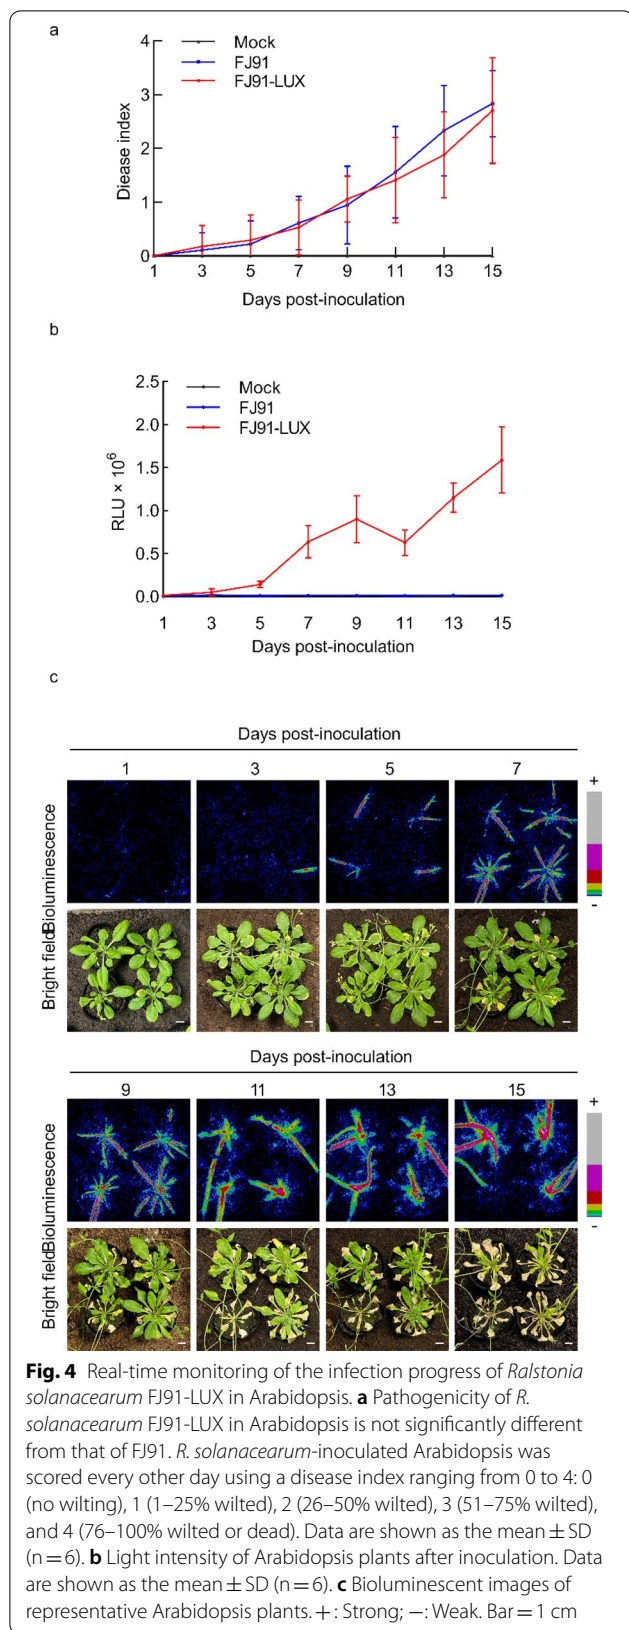 a
4
3
2
1
0
Diease index
Mock
FJ91
FJ91-LUX
1 3 5 7 9 11 13 15
Days post-inoculation
b
2.5
2.0
1.5
1.0
0.5
0.0
RLU × 10⁶
Mock
FJ91
FJ91-LUX
1 3 5 7 9 11 13 15
Days post-inoculation
c
Days post-inoculation
1 3 5 7
+
-
Bioluminescence
Bright field
Days post-inoculation
9 11 13 15
+
-
Bioluminescence
Bright field
Fig. 4 Real-time monitoring of the infection progress of Ralstonia
solanacearum FJ91-LUX in Arabidopsis. a Pathogenicity of R.
solanacearum FJ91-LUX in Arabidopsis is not significantly different
from that of FJ91. R. solanacearum-inoculated Arabidopsis was
scored every other day using a disease index ranging from 0 to 4: 0
(no wilting), 1 (1–25% wilted), 2 (26–50% wilted), 3 (51–75% wilted),
and 4 (76–100% wilted or dead). Data are shown as the mean ± SD
(n = 6). b Light intensity of Arabidopsis plants after inoculation. Data
are shown as the mean ± SD (n = 6). c Bioluminescent images of
representative Arabidopsis plants. + : Strong; −: Weak. Bar = 1 cm